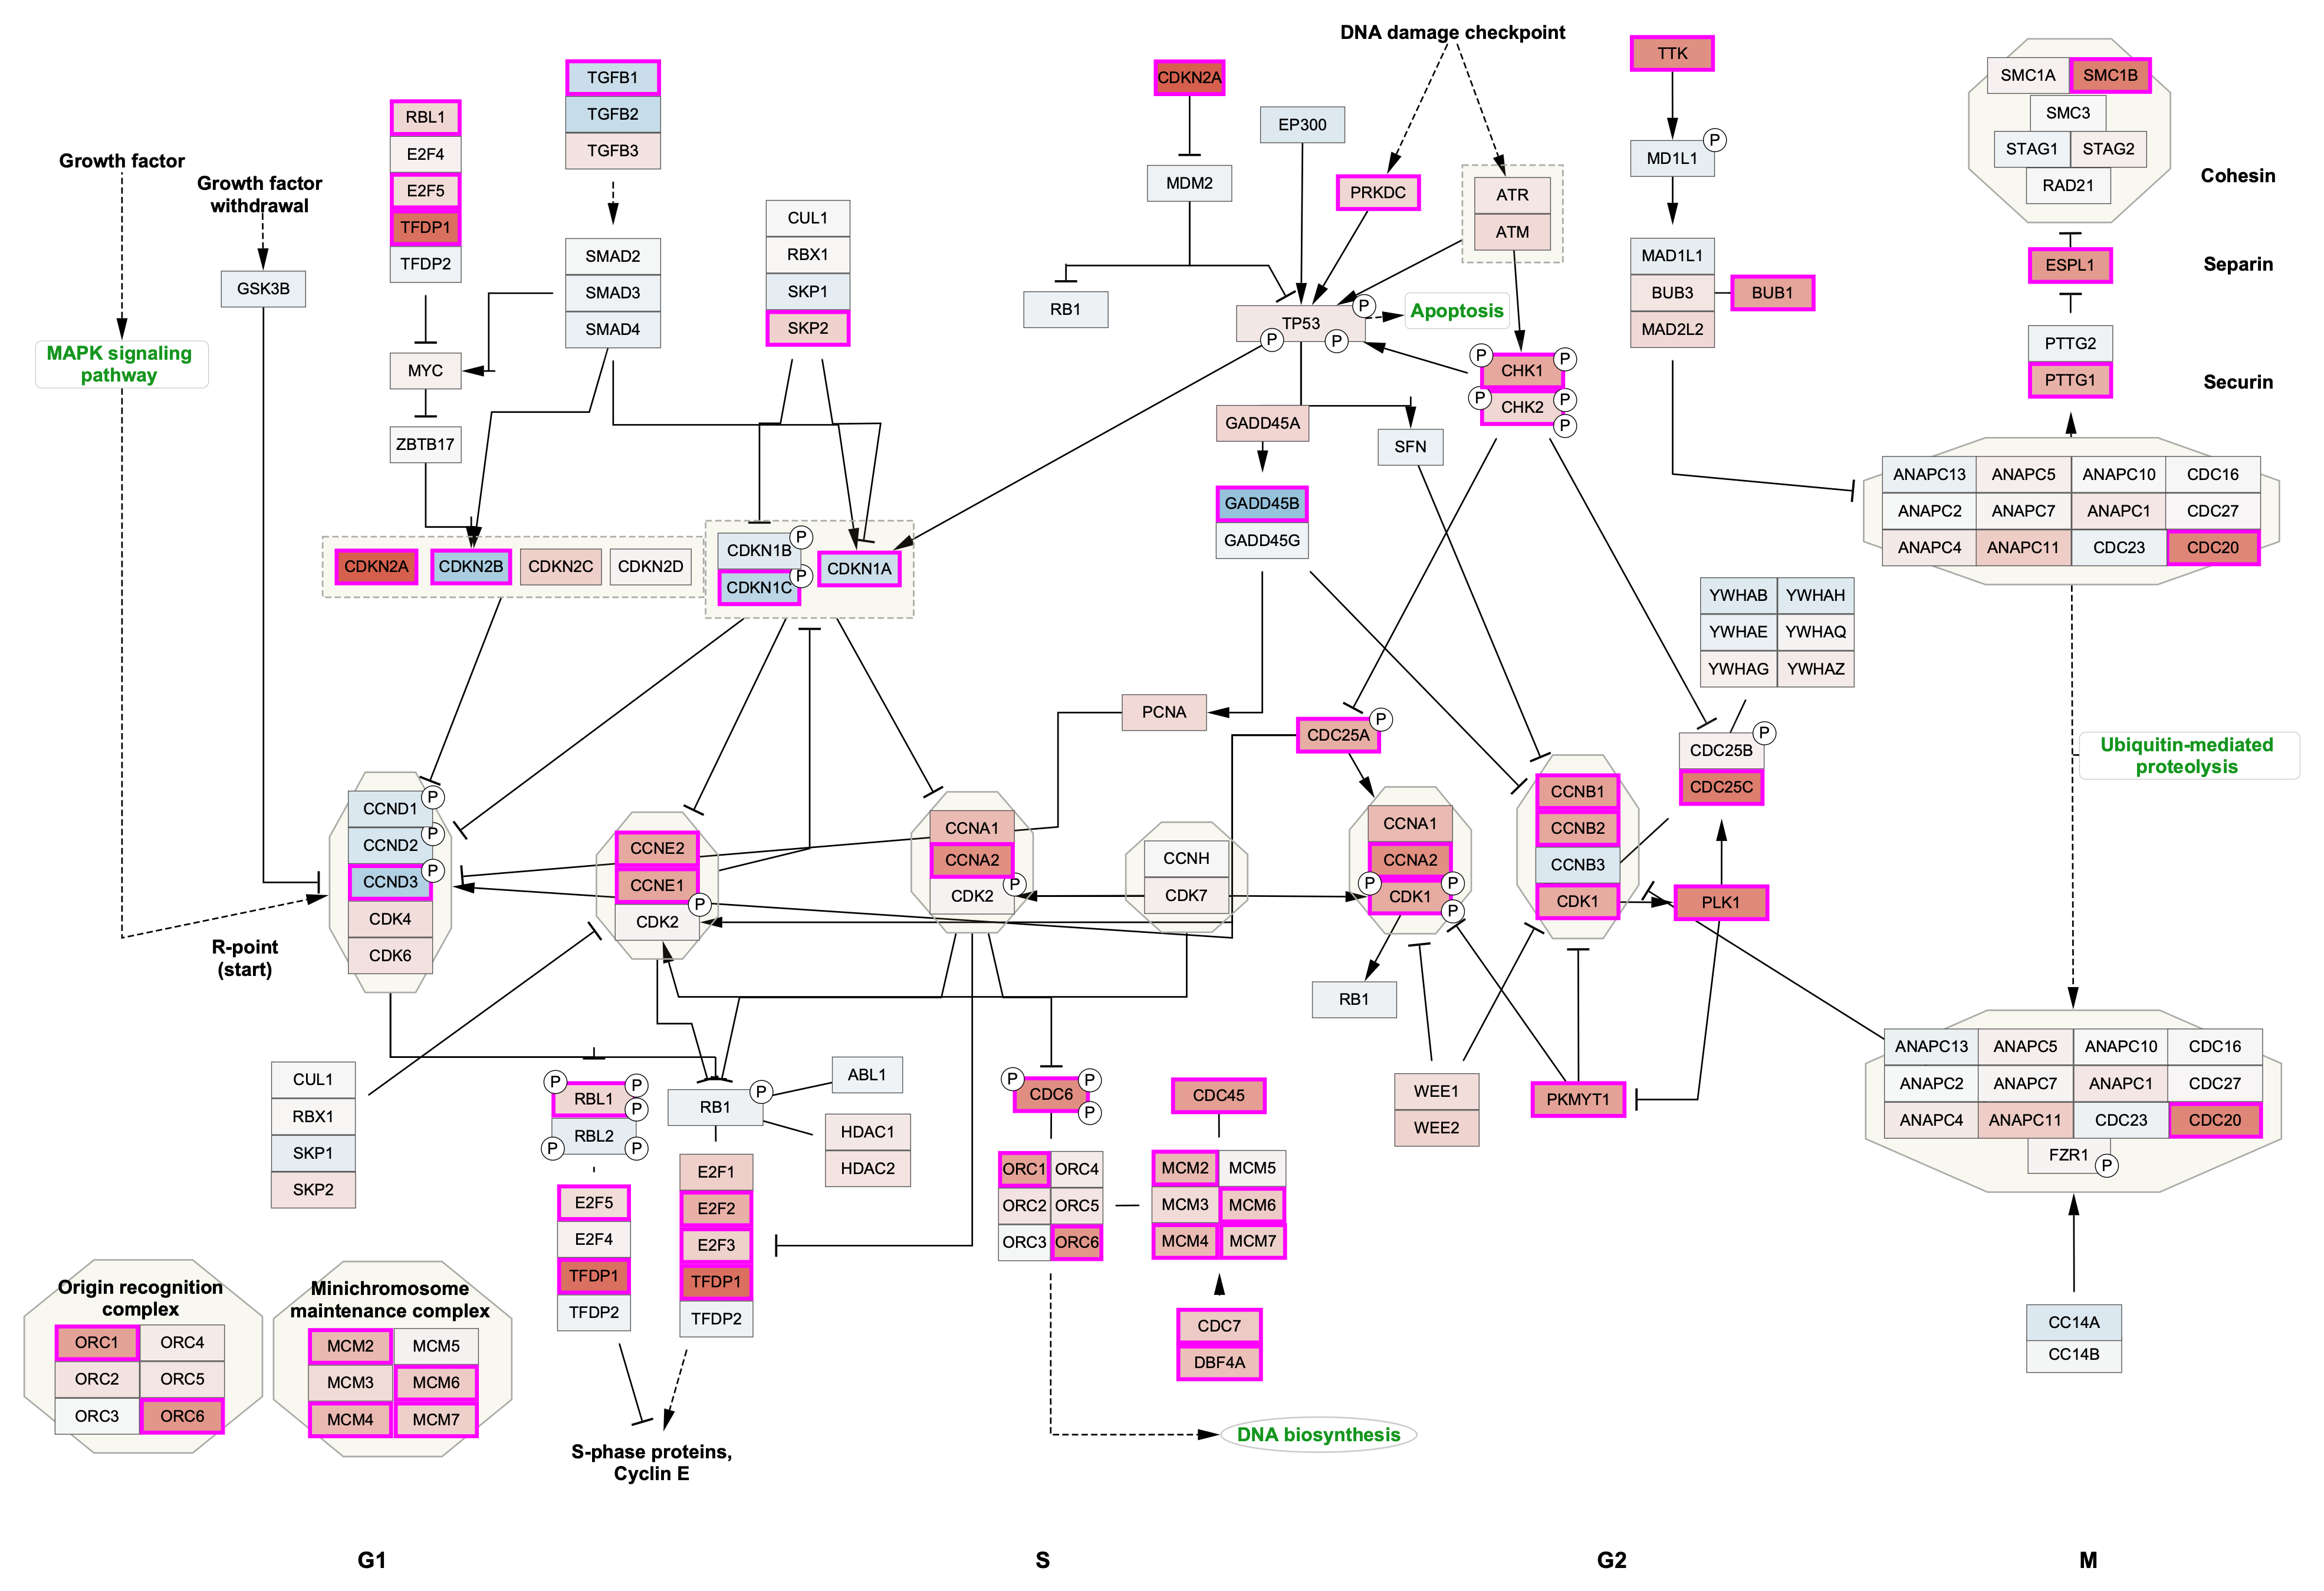 DNA damage checkpoint
Growth factor
MAPK signaling
pathway
Growth factor
withdrawal
GSK3B
RBL1
E2F4
E2F5
TFDP1
TFDP2
MYC
ZBTB17
TGFB1
TGFB2
TGFB3
SMAD2
SMAD3
SMAD4
CUL1
RBX1
SKP1
SKP2
CDKN2A
MDM2
RB1
EP300
PRKDC
ATR
ATM
TP53
P
P
P
Apoptosis
CHK1
CHK2
P
P
P
P
P
GADD45A
SFN
GADD45B
GADD45G
TTK
MD1L1
P
MAD1L1
BUB3
MAD2L2
BUB1
SMC1A
SMC1B
SMC3
STAG1
STAG2
RAD21
Cohesin
ESPL1
Separin
PTTG2
PTTG1
Securin
ANAPC13
ANAPC5
ANAPC10
CDC16
ANAPC2
ANAPC7
ANAPC1
CDC27
ANAPC4
ANAPC11
CDC23
CDC20
CDKN2A
CDKN2B
CDKN2C
CDKN2D
CDKN1B
P
CDKN1C
P
CDKN1A
YWHAB
YWHAH
YWHAE
YWHAQ
YWHAG
YWHAZ
PCNA
CDC25A
P
CDC25B
P
CDC25C
Ubiquitin-mediated
proteolysis
CCND1
P
CCND2
P
CCND3
P
CDK4
CDK6
R-point
(start)
CCNE2
CCNE1
CDK2
P
CCNA1
CCNA2
CDK2
P
CCNH
CDK7
CCNA1
CCNA2
CDK1
P
P
P
CCNB1
CCNB2
CCNB3
CDK1
PLK1
RB1
WEE1
WEE2
PKMYT1
ANAPC13
ANAPC5
ANAPC10
CDC16
ANAPC2
ANAPC7
ANAPC1
CDC27
ANAPC4
ANAPC11
CDC23
CDC20
FZR1
P
CC14A
CC14B
CUL1
RBX1
SKP1
SKP2
RBL1
RBL2
P
P
P
P
P
RB1
P
ABL1
HDAC1
HDAC2
E2F5
E2F4
TFDP1
TFDP2
E2F1
E2F2
E2F3
TFDP1
TFDP2
S-phase proteins,
Cyclin E
CDC6
P
P
P
CDC45
ORC1
ORC4
ORC2
ORC5
ORC3
ORC6
MCM2
MCM5
MCM3
MCM6
MCM4
MCM7
CDC7
DBF4A
DNA biosynthesis
Origin recognition
complex
ORC1
ORC4
ORC2
ORC5
ORC3
ORC6
Minichromosome
maintenance complex
MCM2
MCM5
MCM3
MCM6
MCM4
MCM7
G1
S
G2
M